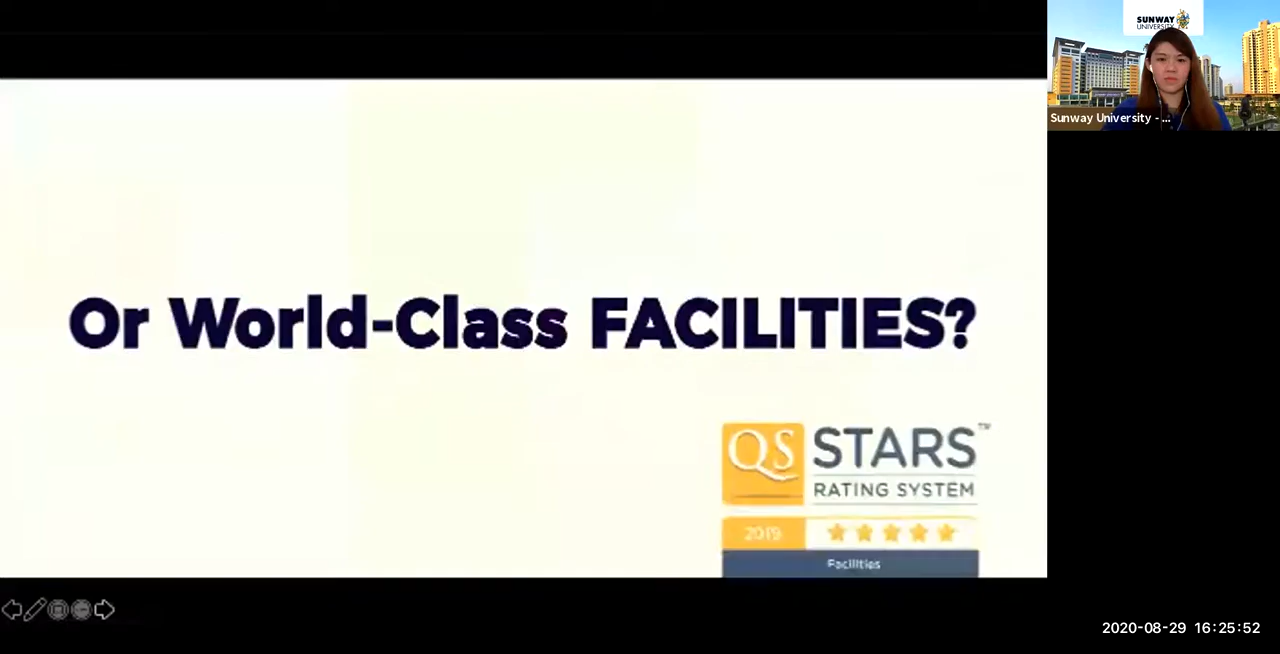 SUNWAY
UNIVERSITY
Sunway University - ...
Or World-Class FACILITIES?
QS STARS™
RATING SYSTEM
2019
Facilities
2020-08-29 16:25:52